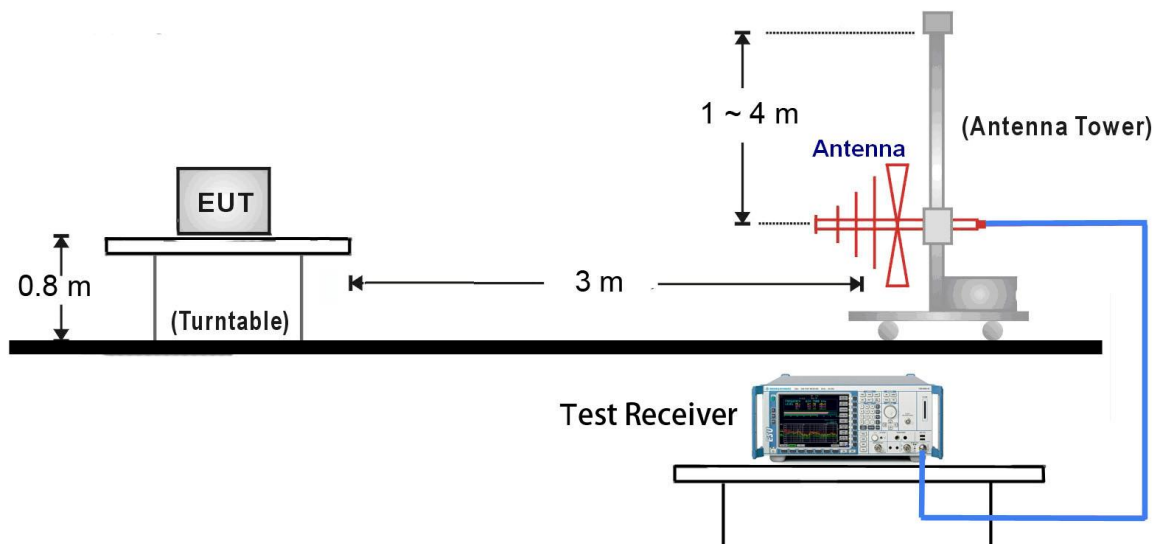 1 ~ 4 m
(Antenna Tower)
Antenna
EUT
0.8 m
3 m
(Turntable)
Test Receiver